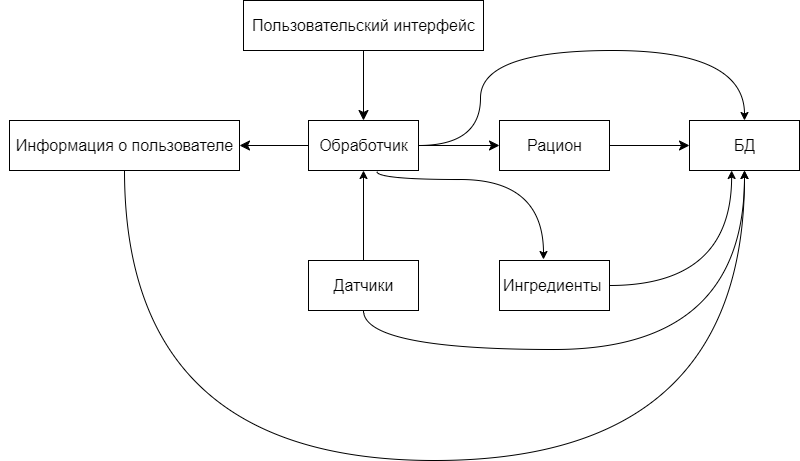 Пользовательский интерфейс
Информация о пользователе
Обработчик
Рацион
БД
Датчики
Ингредиенты